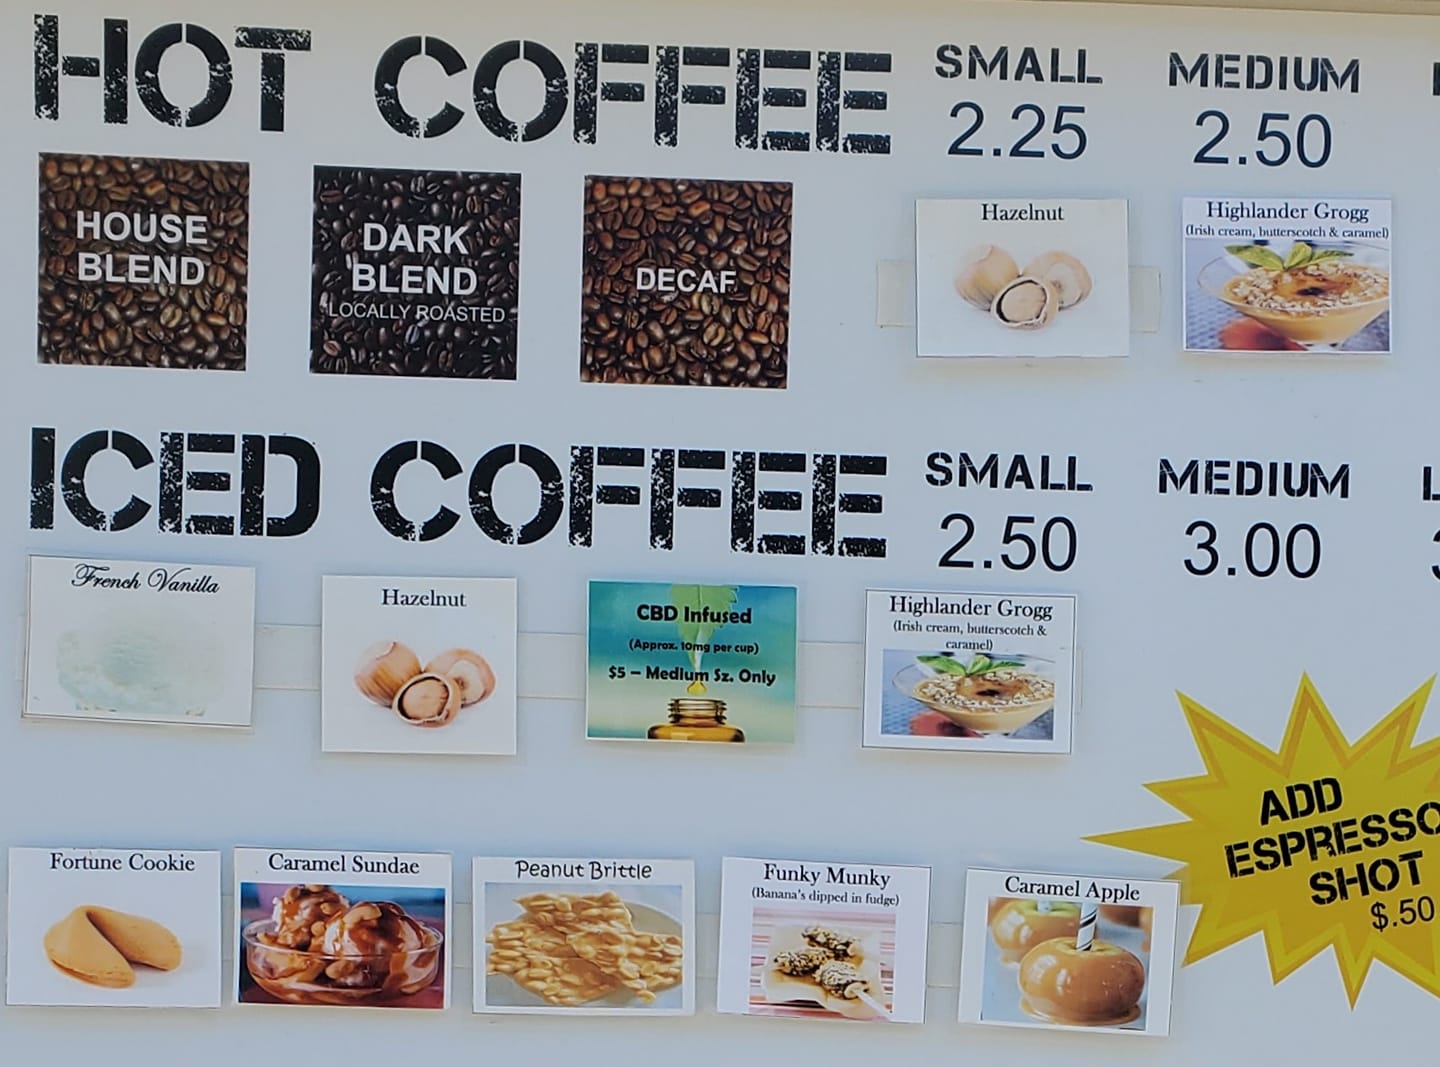 HOT COFFEE
SMALL
2.25
MEDIUM
2.50
HOUSE
BLEND
DARK
BLEND
LOCALLY ROASTED
DECAF
Hazelnut
Highlander Grogg
(Irish cream, butterscotch & caramel)
ICED COFFEE
SMALL
2.50
MEDIUM
3.00
French Vanilla
Hazelnut
CBD Infused
(Approx. 10mg per cup)
$5 – Medium Sz. Only
Highlander Grogg
(Irish cream, butterscotch &
caramel)
ADD
ESPRESSO
SHOT
$.50
Fortune Cookie
Caramel Sundae
Peanut Brittle
Funky Munky
(Banana's dipped in fudge)
Caramel Apple